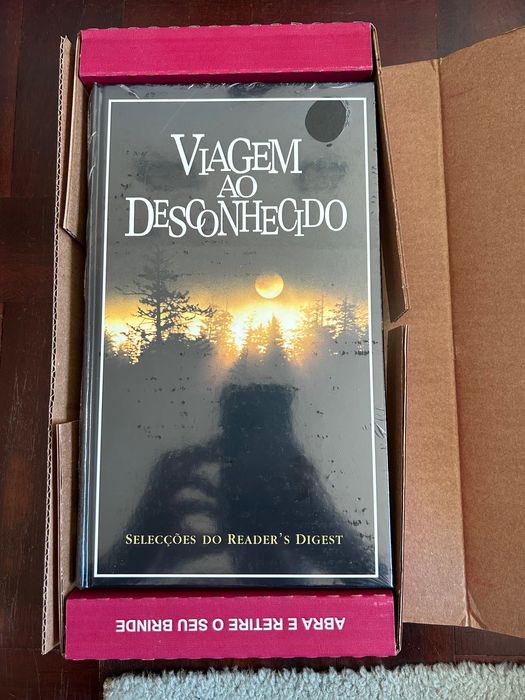 VIAGEM
AO
DESCONHECIDO
SELECÇÕES DO READER'S DIGEST
ABRA E RETIRE O SEU BRINDE